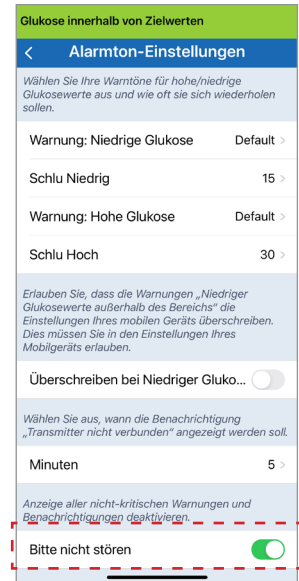 Glukose innerhalb von Zielwerten
Alarmton-Einstellungen
Wählen Sie Ihre Warntöne für hohe/niedrige
Glukosewerte aus und wie oft sie sich wiederholen
sollen.
Warnung: Niedrige Glukose Default >
Schlu Niedrig 15 >
Warnung: Hohe Glukose Default >
Schlu Hoch 30 >
Erlauben Sie, dass die Warnungen „Niedriger
Glukosewerte außerhalb des Bereichs“ die
Einstellungen Ihres mobilen Geräts überschreiben.
Dies müssen Sie in den Einstellungen Ihres
Mobilgeräts erlauben.
Überschreiben bei Niedriger Gluko...
Wählen Sie aus, wann die Benachrichtigung
„Transmitter nicht verbunden“ angezeigt werden soll.
Minuten 5 >
Anzeige aller nicht-kritischen Warnungen und
Benachrichtigungen deaktivieren.
Bitte nicht stören